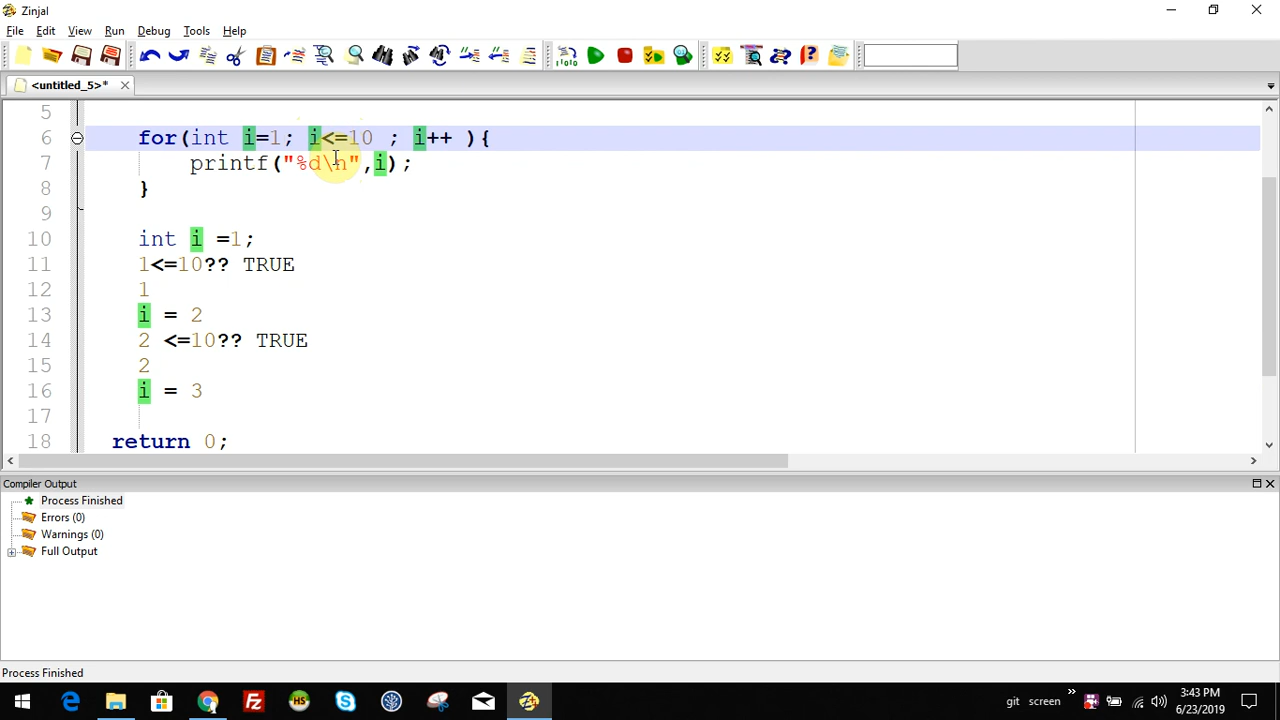 Zinjal
File Edit View Run Debug Tools Help
<untitled_5>*
5
6 for(int i=1; i<=10 ; i++ ){
7 printf("%d\n",i);
8 }
9
10 int i =1;
11 1<=10?? TRUE
12 1
13 i = 2
14 2 <=10?? TRUE
15 2
16 i = 3
17
18 return 0;
Compiler Output
Process Finished
Errors (0)
Warnings (0)
Full Output
Process Finished
git screen » 3:43 PM
6/23/2019